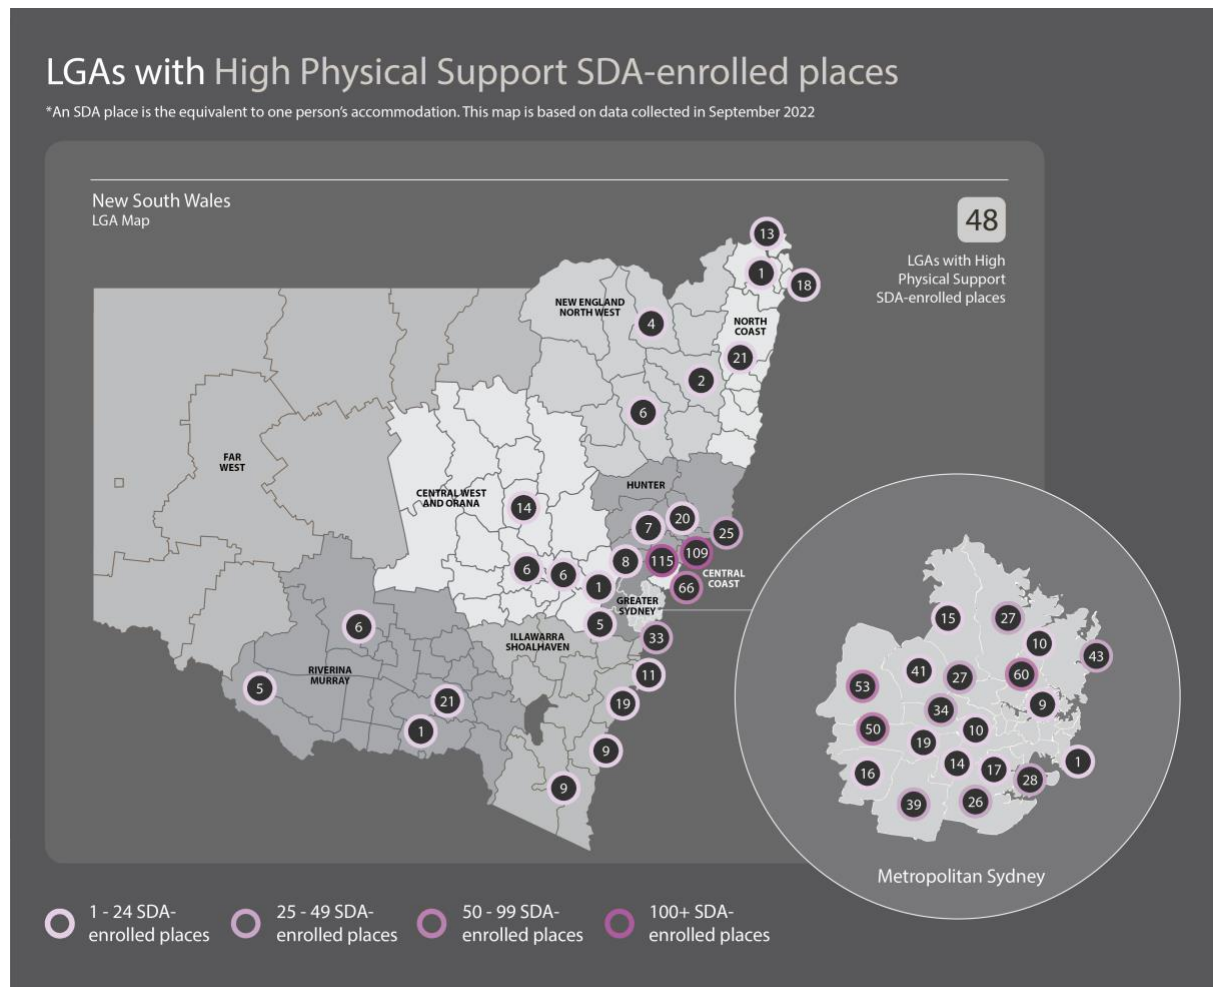 LGAs with High Physical Support SDA-enrolled places
*An SDA place is the equivalent to one person's accommodation. This map is based on data collected in September 2022
New South Wales
LGA Map
48
LGAs with High
Physical Support
SDA-enrolled places
13
1
18
NEW ENGLAND
NORTH WEST
4
NORTH
COAST
21
2
6
FAR
WEST
HUNTER
CENTRAL WEST
AND ORANA
14
7
20
25
6
6
8
115
109
1
66
CENTRAL
COAST
GREATER
SYDNEY
6
5
33
ILLAWARRA
SHOALHAVEN
RIVERINA
MURRAY
11
5
21
19
1
9
9
15
27
10
43
53
41
27
60
34
9
50
19
10
16
14
17
28
1
39
26
Metropolitan Sydney
1 - 24 SDA-
enrolled places
25 - 49 SDA-
enrolled places
50 - 99 SDA-
enrolled places
100+ SDA-
enrolled places